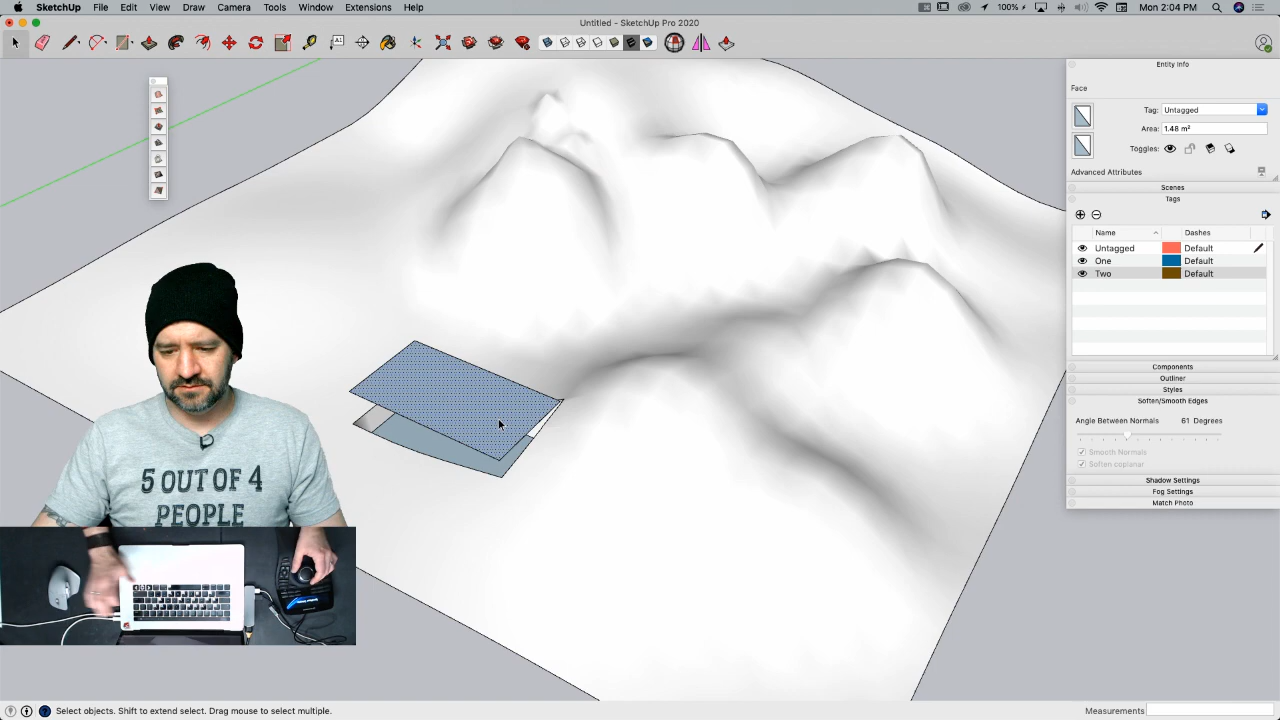 SketchUp File Edit View Draw Camera Tools Window Extensions Help 100% Mon 2:04 PM
Untitled - SketchUp Pro 2020
Entity Info
Face
Tag: Untagged
Area: 1.48 m²
Toggles:
Advanced Attributes
Scenes
Tags
Name Dashes
Untagged Default
One Default
Two Default
Components
Outliner
Styles
Soften/Smooth Edges
Angle Between Normals 61 Degrees
Smooth Normals
Soften coplanar
Shadow Settings
Fog Settings
Match Photo
5 OUT OF 4
PEOPLE
Select objects. Shift to extend select. Drag mouse to select multiple. Measurements